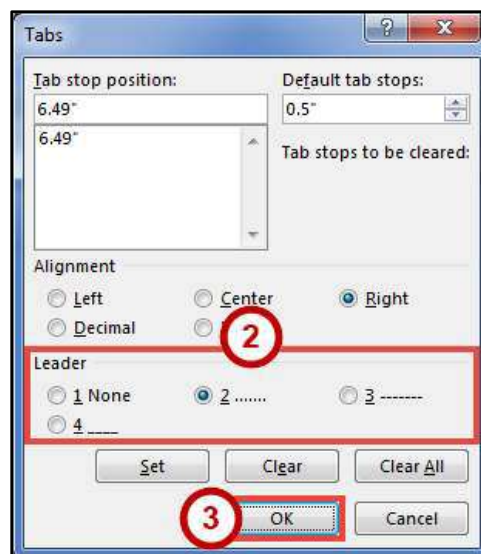 Tabs
Tab stop position:
Default tab stops:
6.49"
0.5"
6.49"
Tab stops to be cleared:
Alignment
Left
Center
Right
Decimal
2
Leader
1 None
2 .......
3 -------
4 ____
Set
Clear
Clear All
3
OK
Cancel